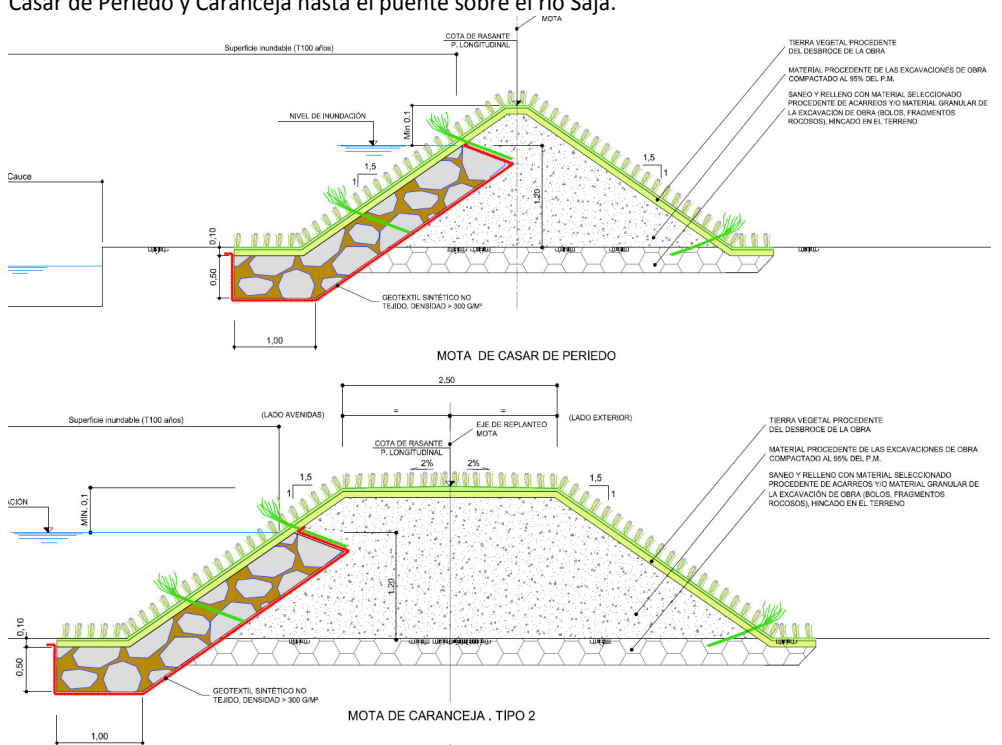 Casar de Periedo y Caranceja hasta el puente sobre el río Saja.
MOTA
COTA DE RASANTE
P. LONGITUDINAL
Superficie inundable (T100 años)
TIERRA VEGETAL PROCEDENTE
DEL DESBROCE DE LA OBRA
MATERIAL PROCEDENTE DE LAS EXCAVACIONES DE OBRA
COMPACTADO AL 95% DEL P.M.
SANEO Y RELLENO CON MATERIAL SELECCIONADO
PROCEDENTE DE ACARREOS Y/O MATERIAL GRANULAR DE
LA EXCAVACIÓN DE OBRA (BOLOS, FRAGMENTOS
ROCOSOS), HINCADO EN EL TERRENO
NIVEL DE INUNDACIÓN
Min 0.1
1,5
1
1,5
1
Cauce
1.20
0,10
0,50
GEOTEXTIL SINTÉTICO NO
TEJIDO, DENSIDAD > 300 G/M²
1,00
MOTA DE CASAR DE PERIEDO
2,50
Superficie inundable (T100 años)
(LADO AVENIDAS)
=
=
(LADO EXTERIOR)
EJE DE REPLANTEO
MOTA
COTA DE RASANTE
P. LONGITUDINAL
2%
2%
TIERRA VEGETAL PROCEDENTE
DEL DESBROCE DE LA OBRA
MATERIAL PROCEDENTE DE LAS EXCAVACIONES DE OBRA
COMPACTADO AL 95% DEL P.M.
SANEO Y RELLENO CON MATERIAL SELECCIONADO
PROCEDENTE DE ACARREOS Y/O MATERIAL GRANULAR DE
LA EXCAVACIÓN DE OBRA (BOLOS, FRAGMENTOS
ROCOSOS), HINCADO EN EL TERRENO
1,5
1
1,5
1
MIN. 0.1
ACIÓN
1.20
0,10
0,50
GEOTEXTIL SINTÉTICO NO
TEJIDO, DENSIDAD > 300 G/M²
MOTA DE CARANCEJA . TIPO 2
1,00